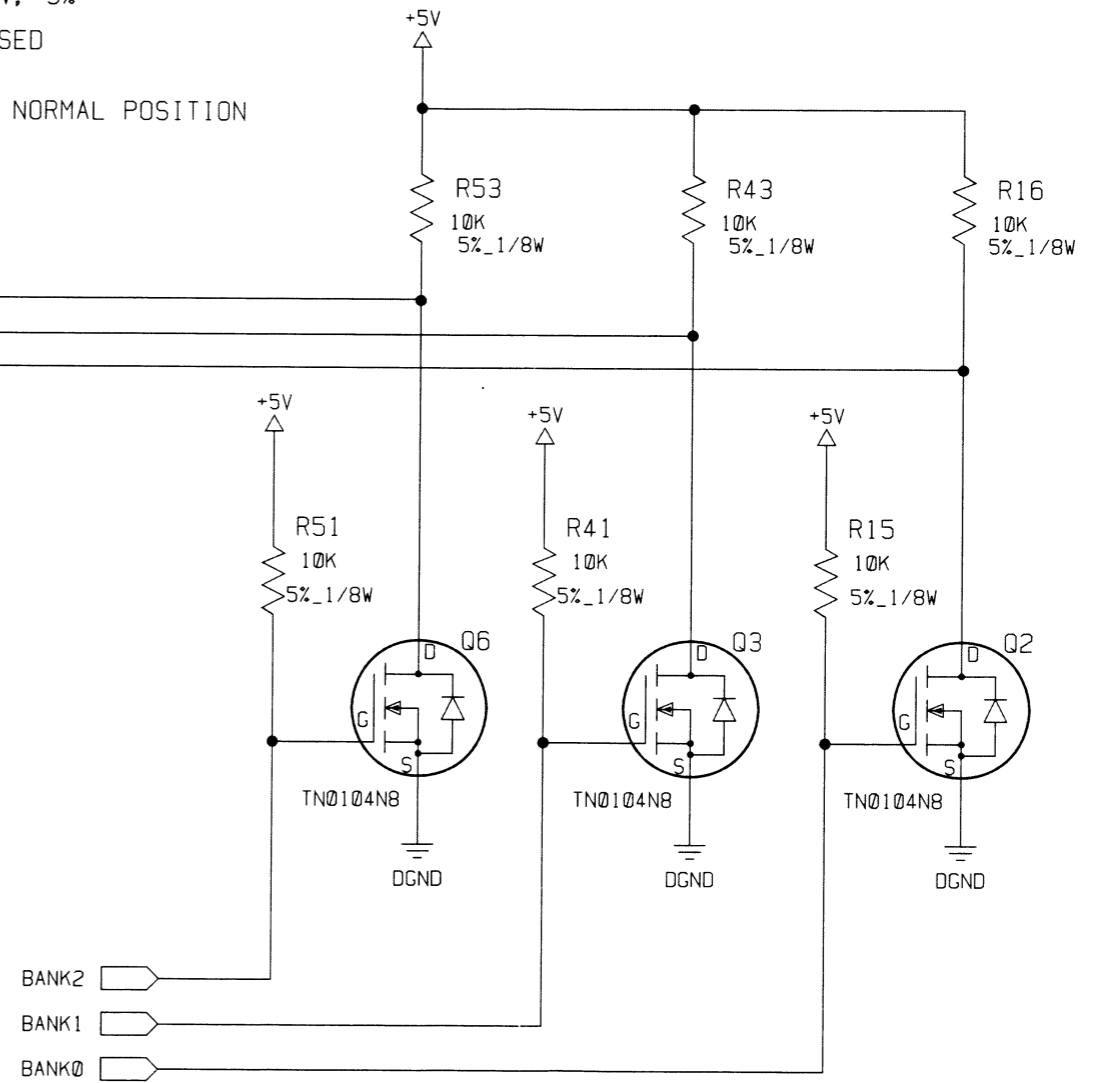 5%
SED
+5V
NORMAL POSITION
R53
10K
5%_1/8W
R43
10K
5%_1/8W
R16
10K
5%_1/8W
+5V
+5V
+5V
R51
10K
5%_1/8W
R41
10K
5%_1/8W
R15
10K
5%_1/8W
Q6
D
G
S
TN0104N8
DGND
Q3
D
G
S
TN0104N8
DGND
Q2
D
G
S
TN0104N8
DGND
BANK2
BANK1
BANK0